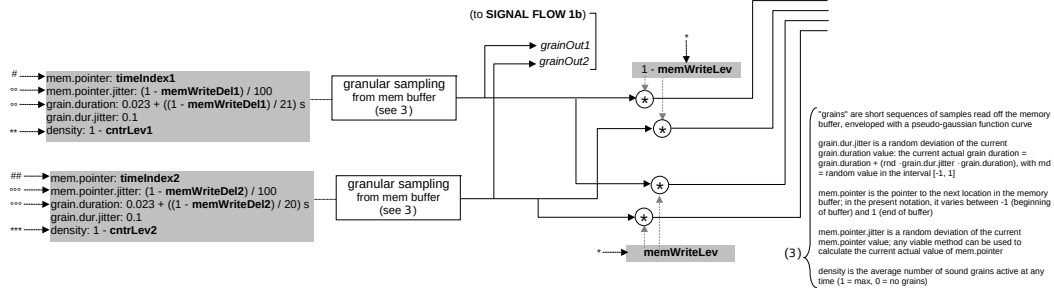 (to SIGNAL FLOW 1b)
grainOut1
grainOut2
*
1 - memWriteLev
#
mem.pointer: timeIndex1
°° mem.pointer.jitter: (1 - memWriteDel1) / 100
°° grain.duration: 0.023 + ((1 - memWriteDel1) / 21) s
grain.dur.jitter: 0.1
** density: 1 - cntrLev1
granular sampling
from mem buffer
(see 3)
*
*
##
mem.pointer: timeIndex2
°°° mem.pointer.jitter: (1 - memWriteDel2) / 100
°°° grain.duration: 0.023 + ((1 - memWriteDel2) / 20) s
grain.dur.jitter: 0.1
*** density: 1 - cntrLev2
granular sampling
from mem buffer
(see 3)
*
*
* memWriteLev
(3)
"grains" are short sequences of samples read off the memory
buffer, enveloped with a pseudo-gaussian function curve
grain.dur.jitter is a random deviation of the current
grain.duration value: the current actual grain duration =
grain.duration + (rnd ·grain.dur.jitter ·grain.duration), with rnd
= random value in the interval [-1, 1]
mem.pointer is the pointer to the next location in the memory
buffer; in the present notation, it varies between -1 (beginning
of buffer) and 1 (end of buffer)
mem.pointer.jitter is a random deviation of the current
mem.pointer value; any viable method can be used to
calculate the current actual value of mem.pointer
density is the average number of sound grains active at any
time (1 = max, 0 = no grains)